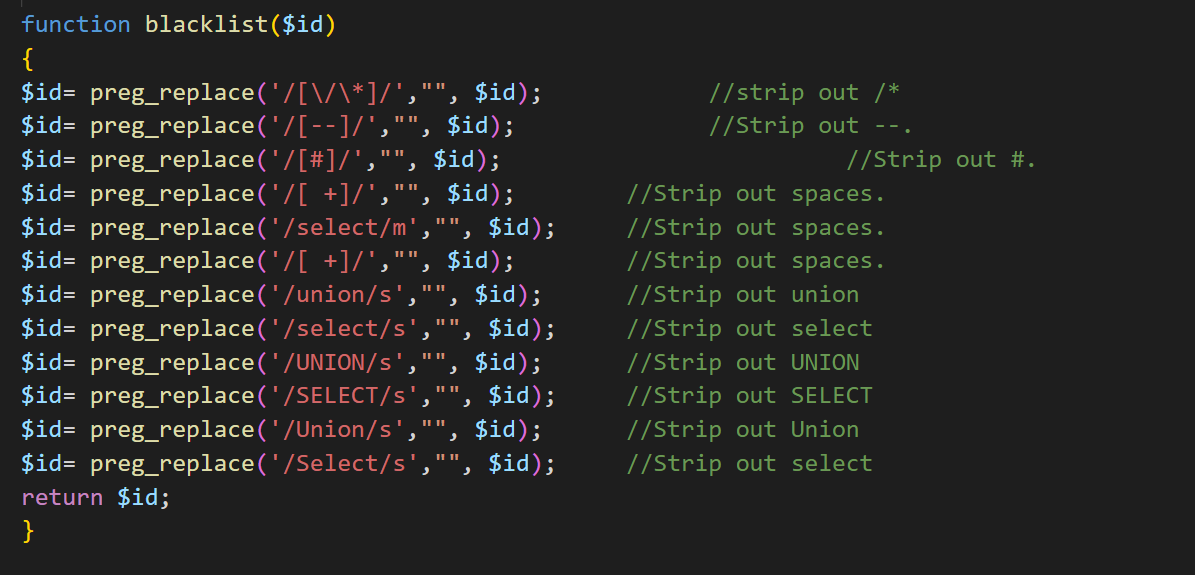 function blacklist($id)
{
$id= preg_replace('/[\/\*]/',"", $id);            //strip out /*
$id= preg_replace('/[--]/',"", $id);              //Strip out --.
$id= preg_replace('/[#]/',"", $id);                         //Strip out #.
$id= preg_replace('/[ +]/',"", $id);        //Strip out spaces.
$id= preg_replace('/select/m',"", $id);     //Strip out spaces.
$id= preg_replace('/[ +]/',"", $id);        //Strip out spaces.
$id= preg_replace('/union/s',"", $id);      //Strip out union
$id= preg_replace('/select/s',"", $id);     //Strip out select
$id= preg_replace('/UNION/s',"", $id);      //Strip out UNION
$id= preg_replace('/SELECT/s',"", $id);     //Strip out SELECT
$id= preg_replace('/Union/s',"", $id);      //Strip out Union
$id= preg_replace('/Select/s',"", $id);     //Strip out select
return $id;
}